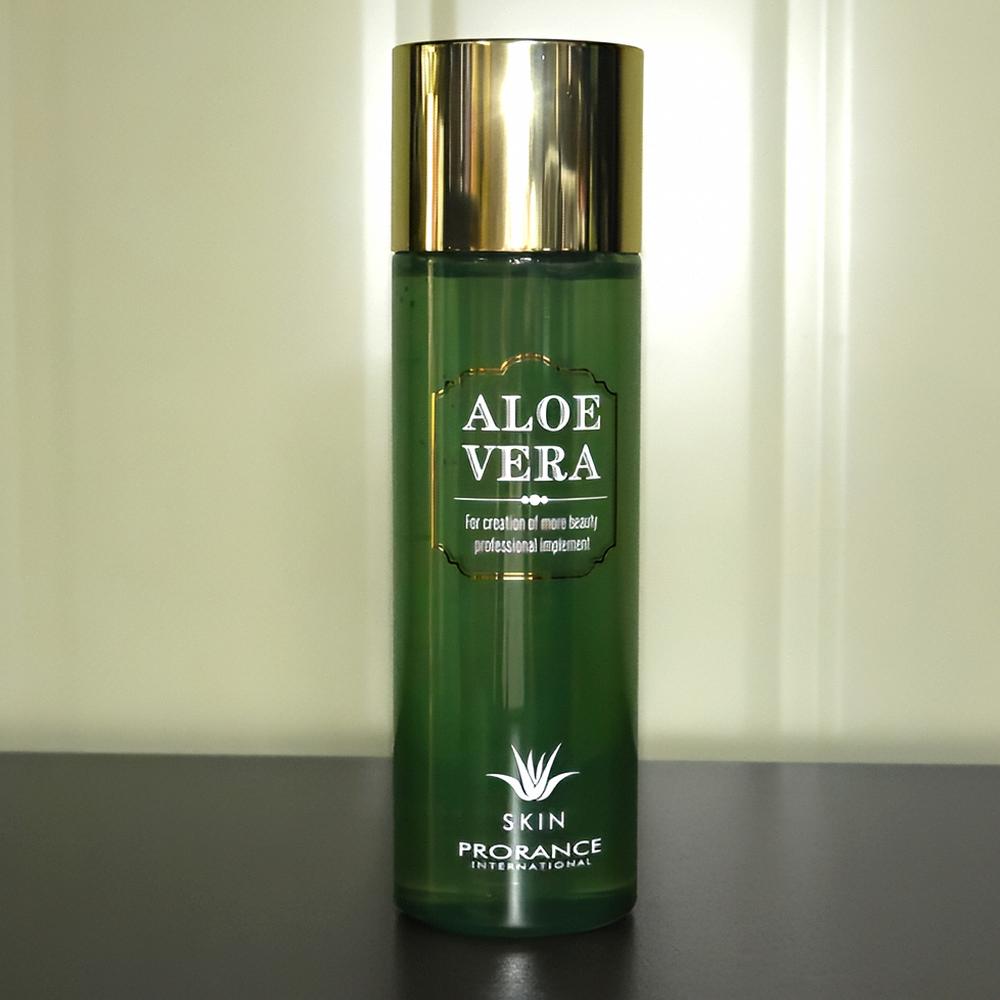 ALOE
VERA
For creation of more beauty
professional implement
SKIN
PRORANCE
INTERNATIONAL